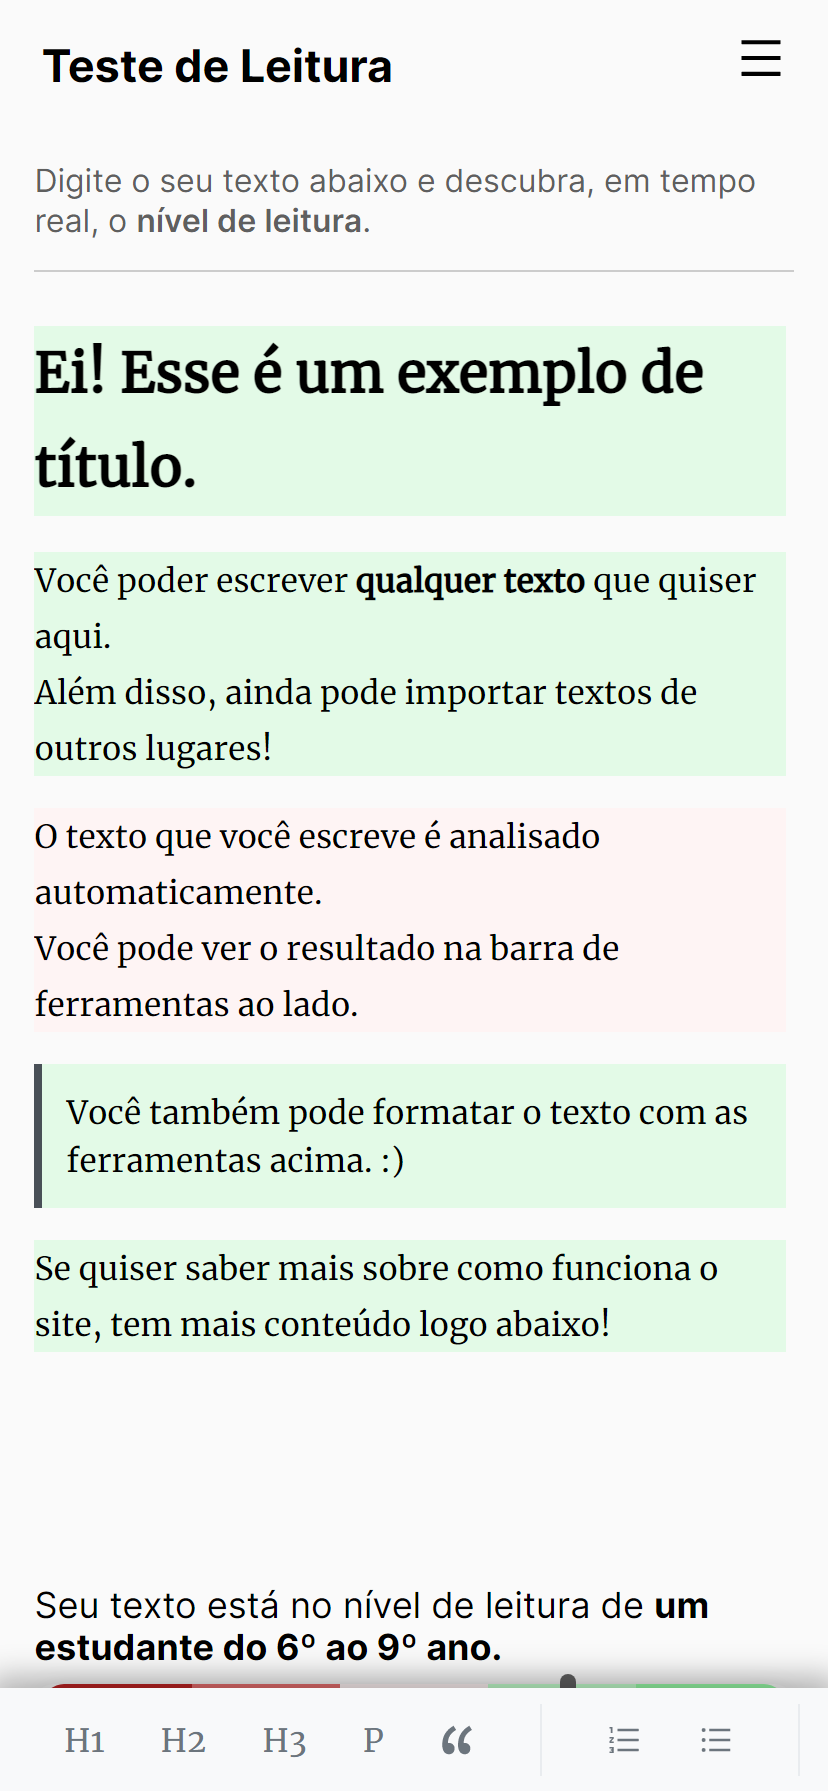 Teste de Leitura
Digite o seu texto abaixo e descubra, em tempo
real, o nível de leitura.
Ei! Esse é um exemplo de
título.
Você poder escrever qualquer texto que quiser
aqui.
Além disso, ainda pode importar textos de
outros lugares!
O texto que você escreve é analisado
automaticamente.
Você pode ver o resultado na barra de
ferramentas ao lado.
Você também pode formatar o texto com as
ferramentas acima. :)
Se quiser saber mais sobre como funciona o
site, tem mais conteúdo logo abaixo!
Seu texto está no nível de leitura de um
estudante do 6º ao 9º ano.
H1 H2 H3 P “